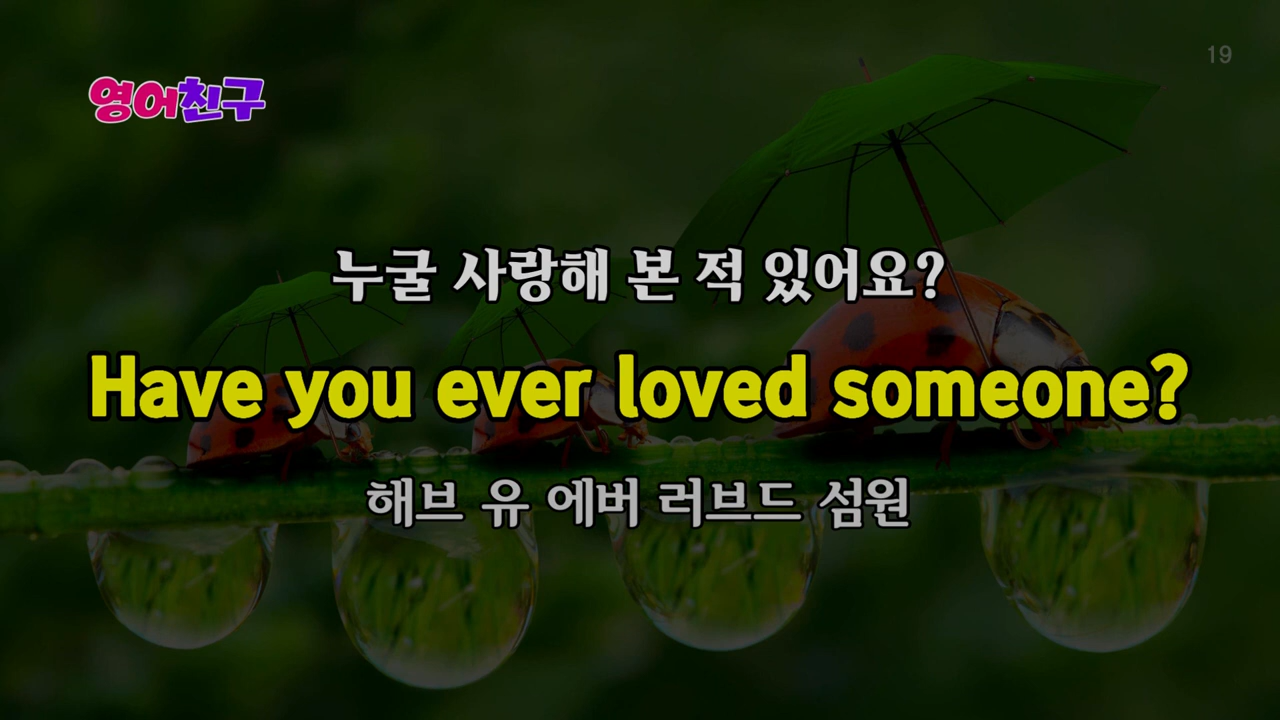 19
영어친구
누굴 사랑해 본 적 있어요?
Have you ever loved someone?
해브 유 에버 러브드 섬원